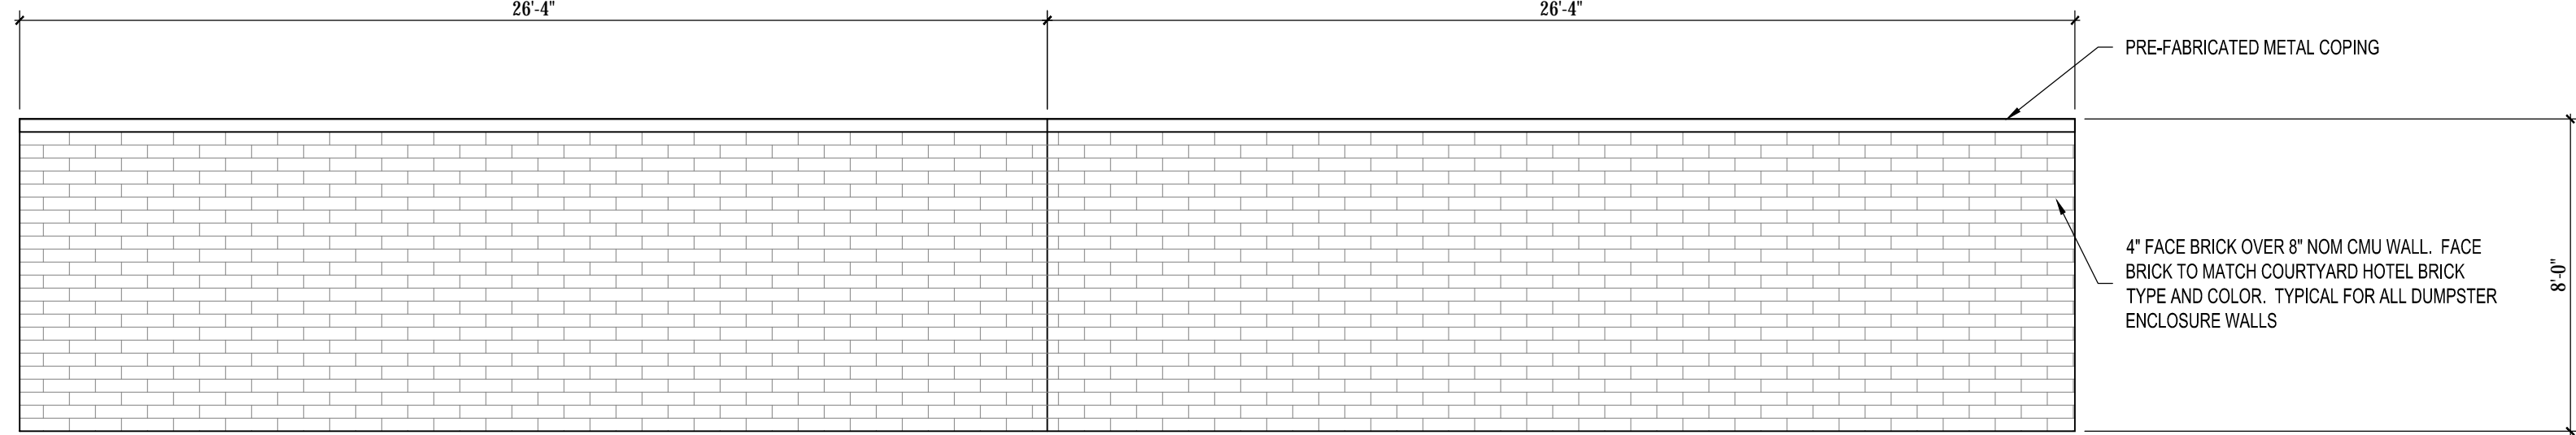 26'-4"
26'-4"
PRE-FABRICATED METAL COPING
4" FACE BRICK OVER 8" NOM CMU WALL. FACE
BRICK TO MATCH COURTYARD HOTEL BRICK
TYPE AND COLOR. TYPICAL FOR ALL DUMPSTER
ENCLOSURE WALLS
8'-0"